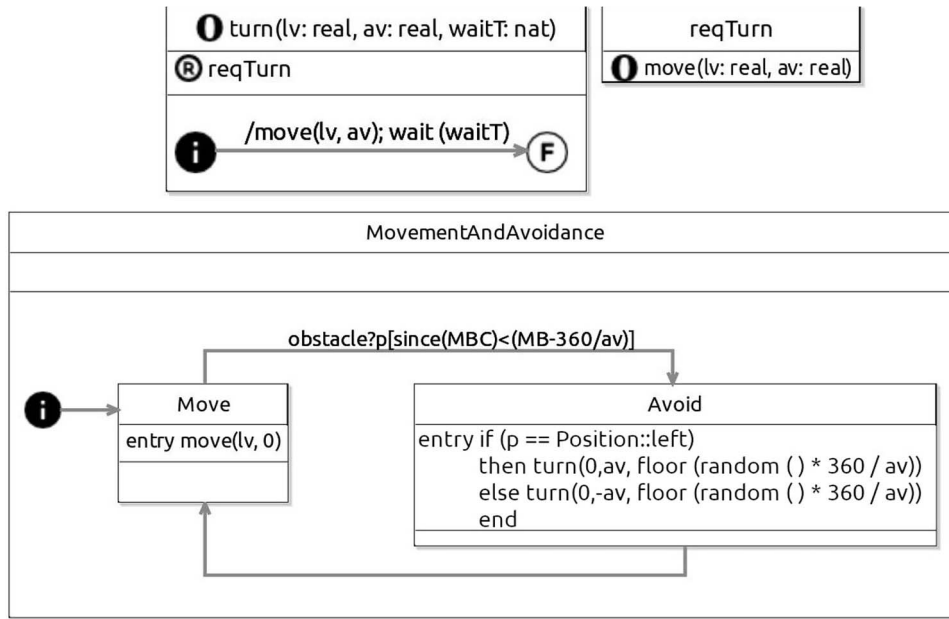 O turn(lv: real, av: real, waitT: nat)
R reqTurn
/move(lv, av); wait (waitT)
i
F
reqTurn
O move(lv: real, av: real)
MovementAndAvoidance
obstacle?p[since(MBC)<(MB-360/av)]
i
Move
entry move(lv, 0)
Avoid
entry if (p == Position::left)
then turn(0,av, floor (random ( ) * 360 / av))
else turn(0,-av, floor (random ( ) * 360 / av))
end